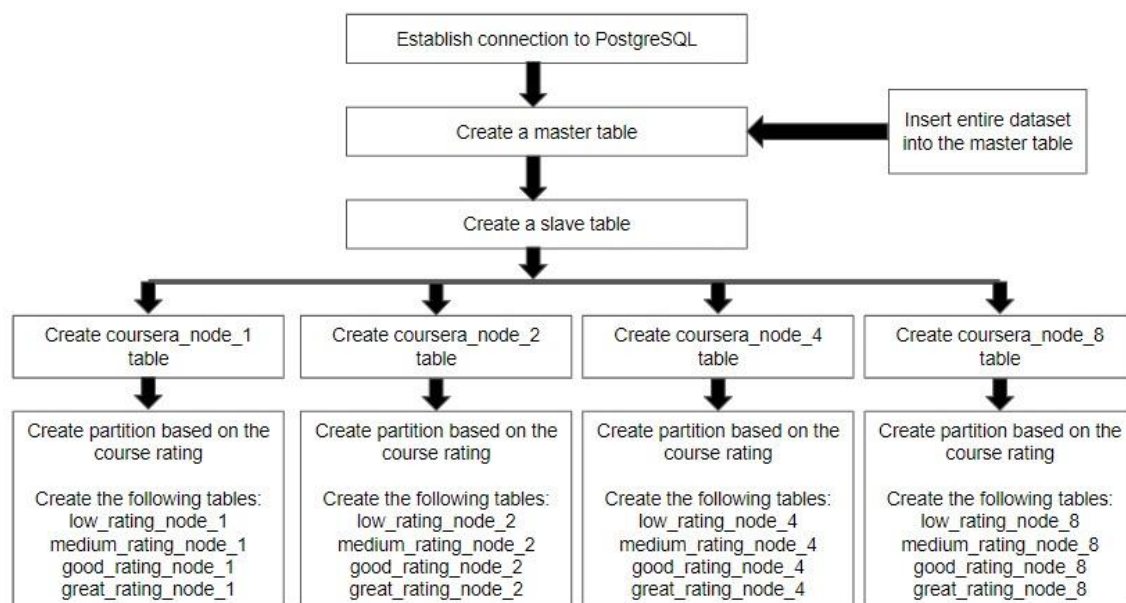 Establish connection to PostgreSQL
Create a master table
Insert entire dataset
into the master table
Create a slave table
Create coursera_node_1
table
Create coursera_node_2
table
Create coursera_node_4
table
Create coursera_node_8
table
Create partition based on the
course rating
Create the following tables:
low_rating_node_1
medium_rating_node_1
good_rating_node_1
great_rating_node_1
Create partition based on the
course rating
Create the following tables:
low_rating_node_2
medium_rating_node_2
good_rating_node_2
great_rating_node_2
Create partition based on the
course rating
Create the following tables:
low_rating_node_4
medium_rating_node_4
good_rating_node_4
great_rating_node_4
Create partition based on the
course rating
Create the following tables:
low_rating_node_8
medium_rating_node_8
good_rating_node_8
great_rating_node_8